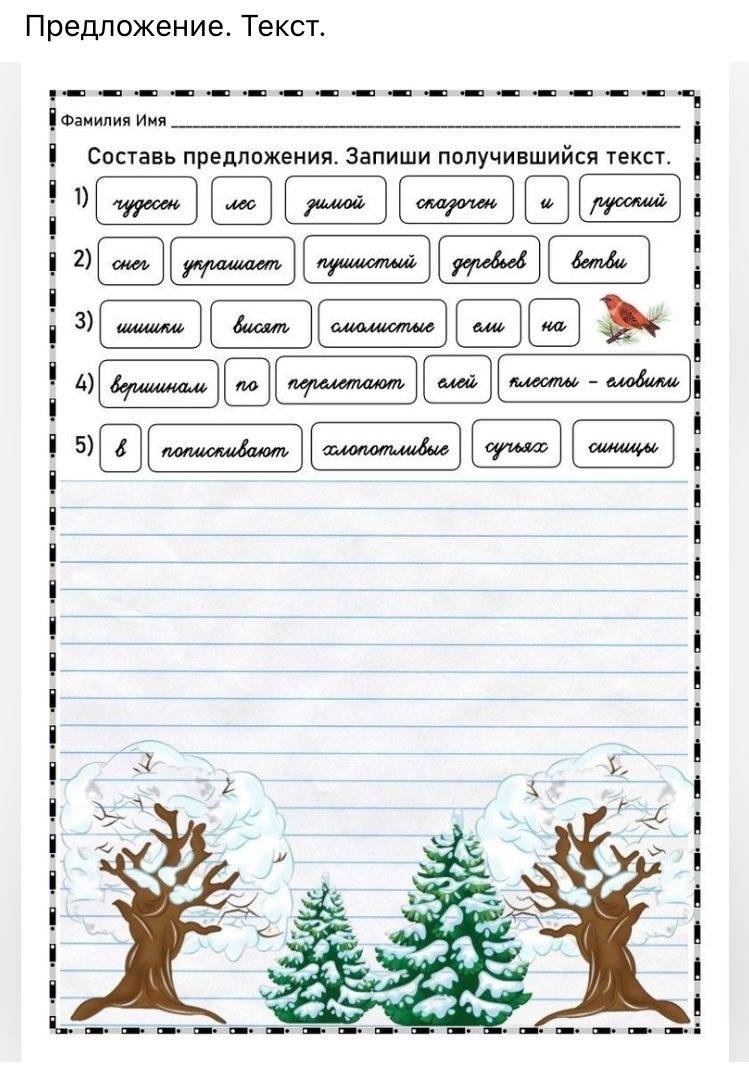 Предложение. Текст.
Фамилия Имя
Составь предложения. Запиши получившийся текст.
1) чудесен лес зимой сказочен и русский
2) снег украшает пушистый деревьев ветви
3) шишки висят смолистые ели на
4) вершинам по перелетают елей клесты - еловики
5) в попискивают хлопотливые сучьях синицы